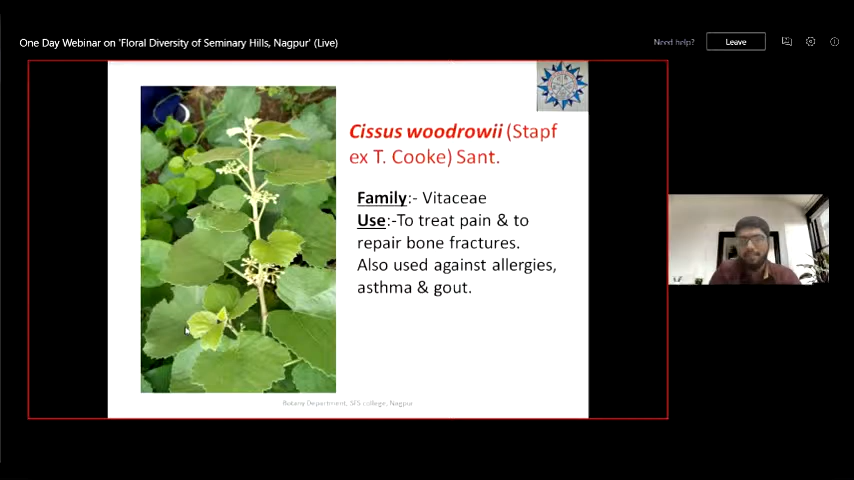 One Day Webinar on 'Floral Diversity of Seminary Hills, Nagpur' (Live)
Need help?
Leave
Cissus woodrowii (Stapf
ex T. Cooke) Sant.
Family:- Vitaceae
Use:-To treat pain & to
repair bone fractures.
Also used against allergies,
asthma & gout.
Botany Department, SFS college, Nagpur